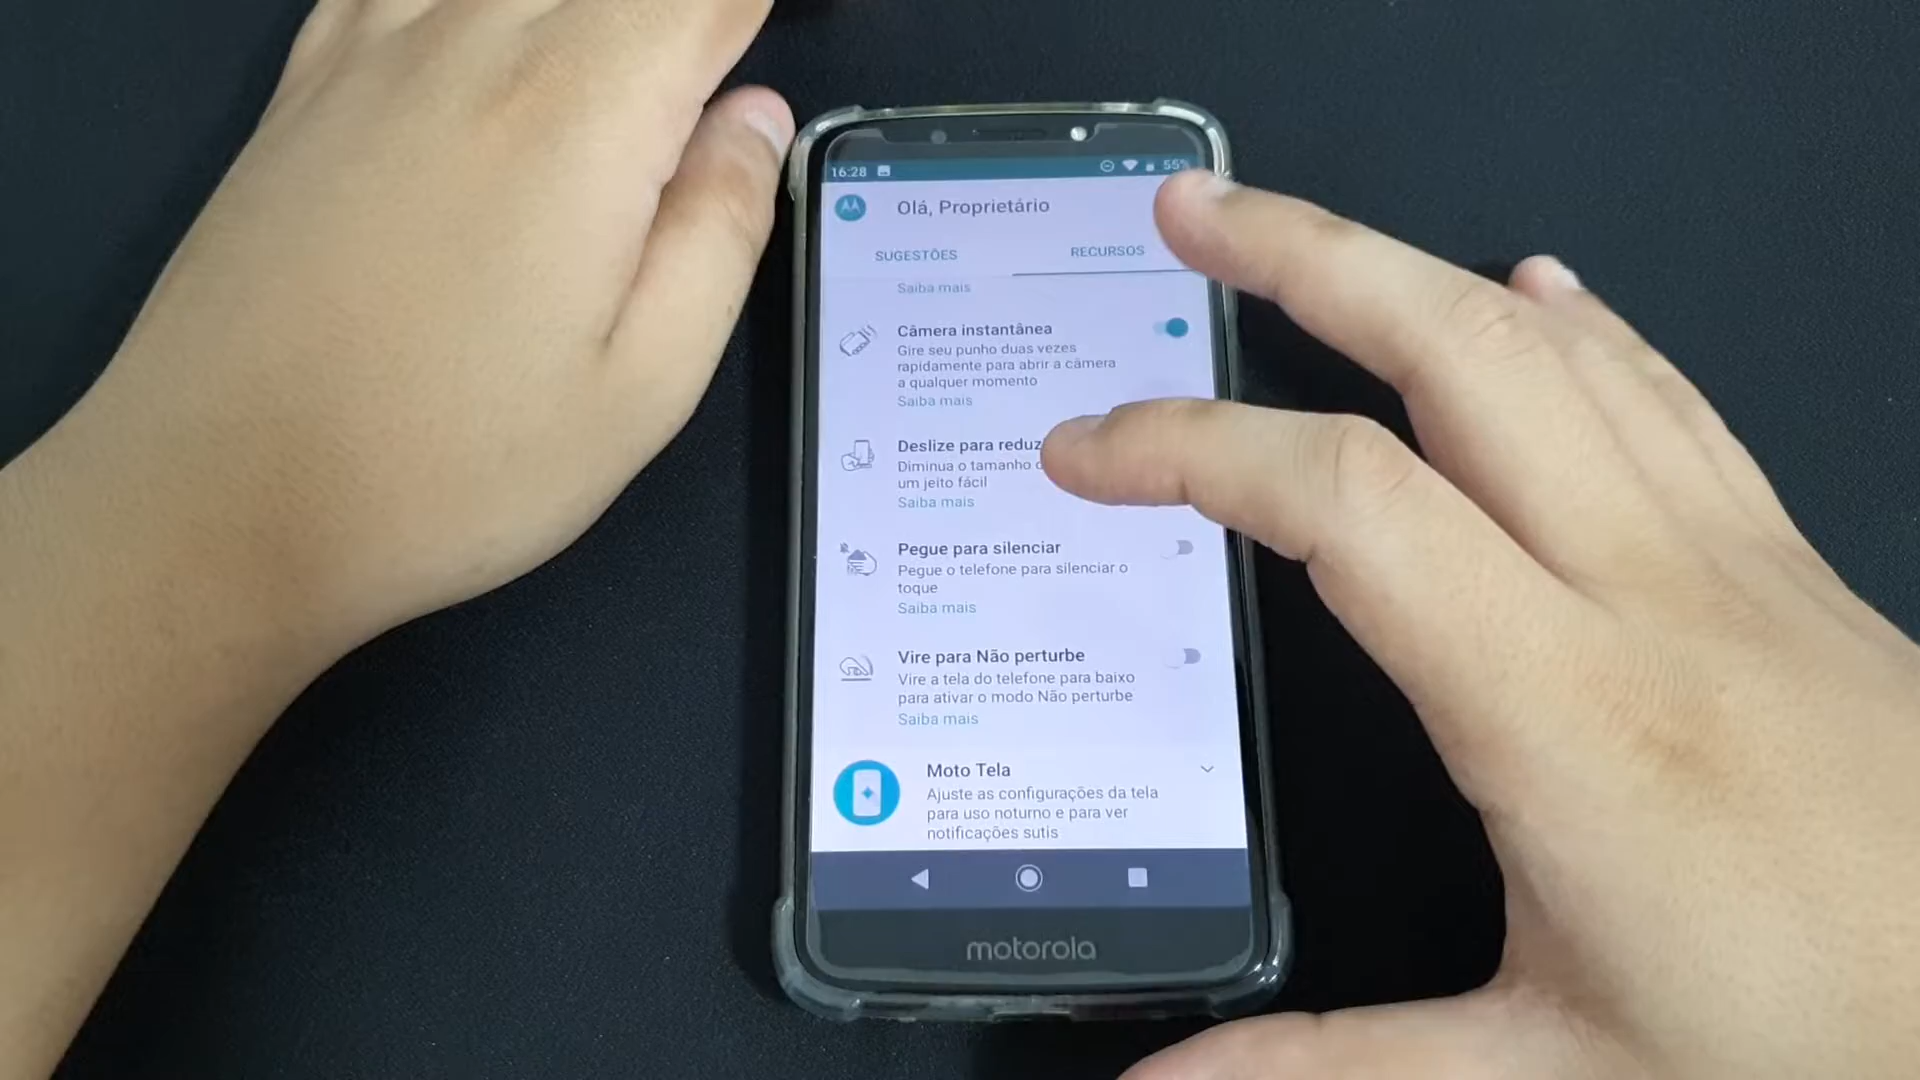 16:28
55%
Olá, Proprietário
SUGESTÕES
RECURSOS
Saiba mais
Câmera instantânea
Gire seu punho duas vezes
rapidamente para abrir a câmera
a qualquer momento
Saiba mais
Deslize para
Diminua o tamanho
um jeito fácil
Saiba mais
Pegue para silenciar
Pegue o telefone para silenciar o
toque
Saiba mais
Vire para Não perturbe
Vire a tela do telefone para baixo
para ativar o modo Não perturbe
Saiba mais
Moto Tela
Ajuste as configurações da tela
para uso noturno e para ver
notificações sutis
motorola